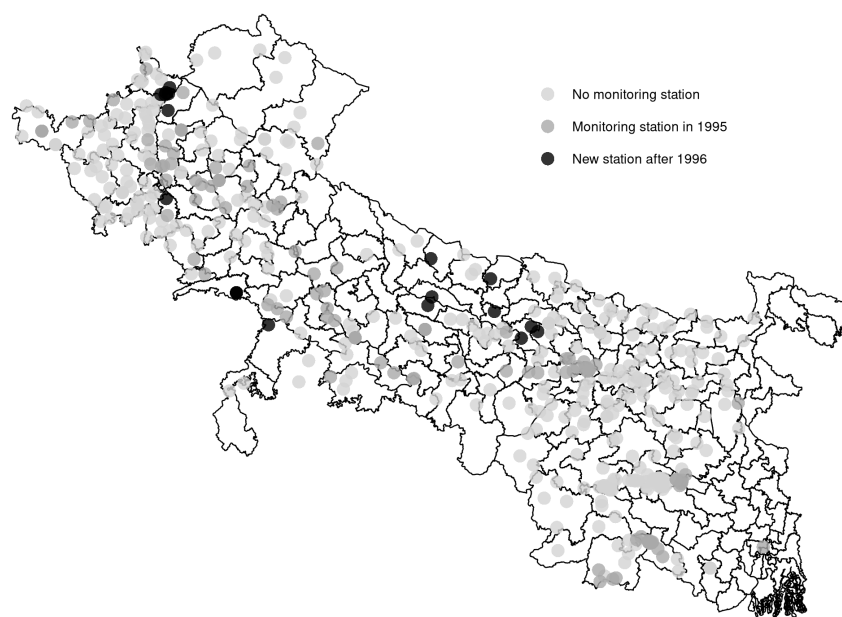 No monitoring station
Monitoring station in 1995
New station after 1996